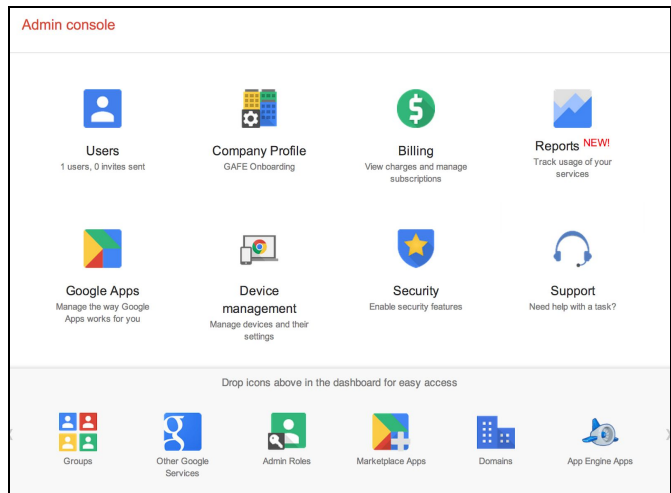 Admin console
Users
1 users, 0 invites sent
Company Profile
GAFE Onboarding
Billing
View charges and manage
subscriptions
Reports NEW!
Track usage of your
services
Google Apps
Manage the way Google
Apps works for you
Device
management
Manage devices and their
settings
Security
Enable security features
Support
Need help with a task?
Drop icons above in the dashboard for easy access
Groups
Other Google
Services
Admin Roles
Marketplace Apps
Domains
App Engine Apps